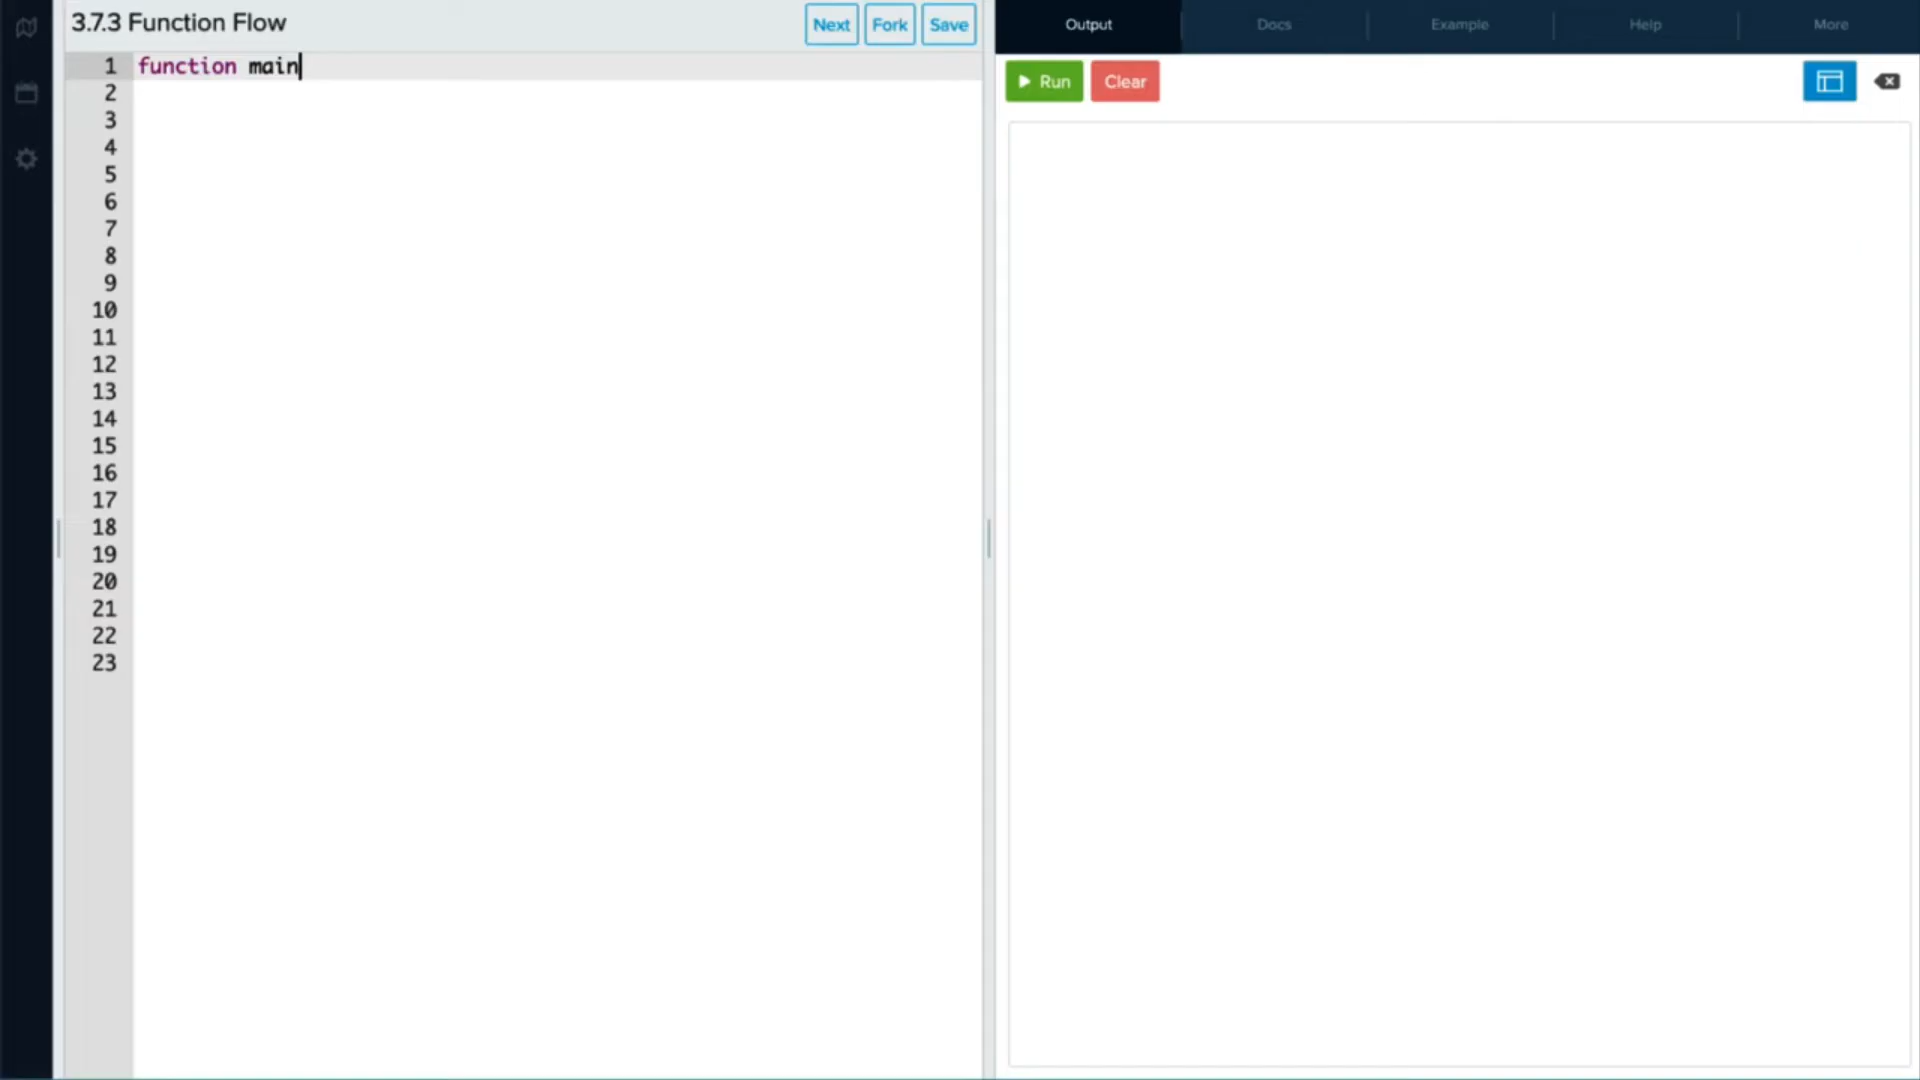 3.7.3 Function Flow
Next
Fork
Save
Output
Docs
Example
Help
More
Run
Clear
1 function main
2
3
4
5
6
7
8
9
10
11
12
13
14
15
16
17
18
19
20
21
22
23